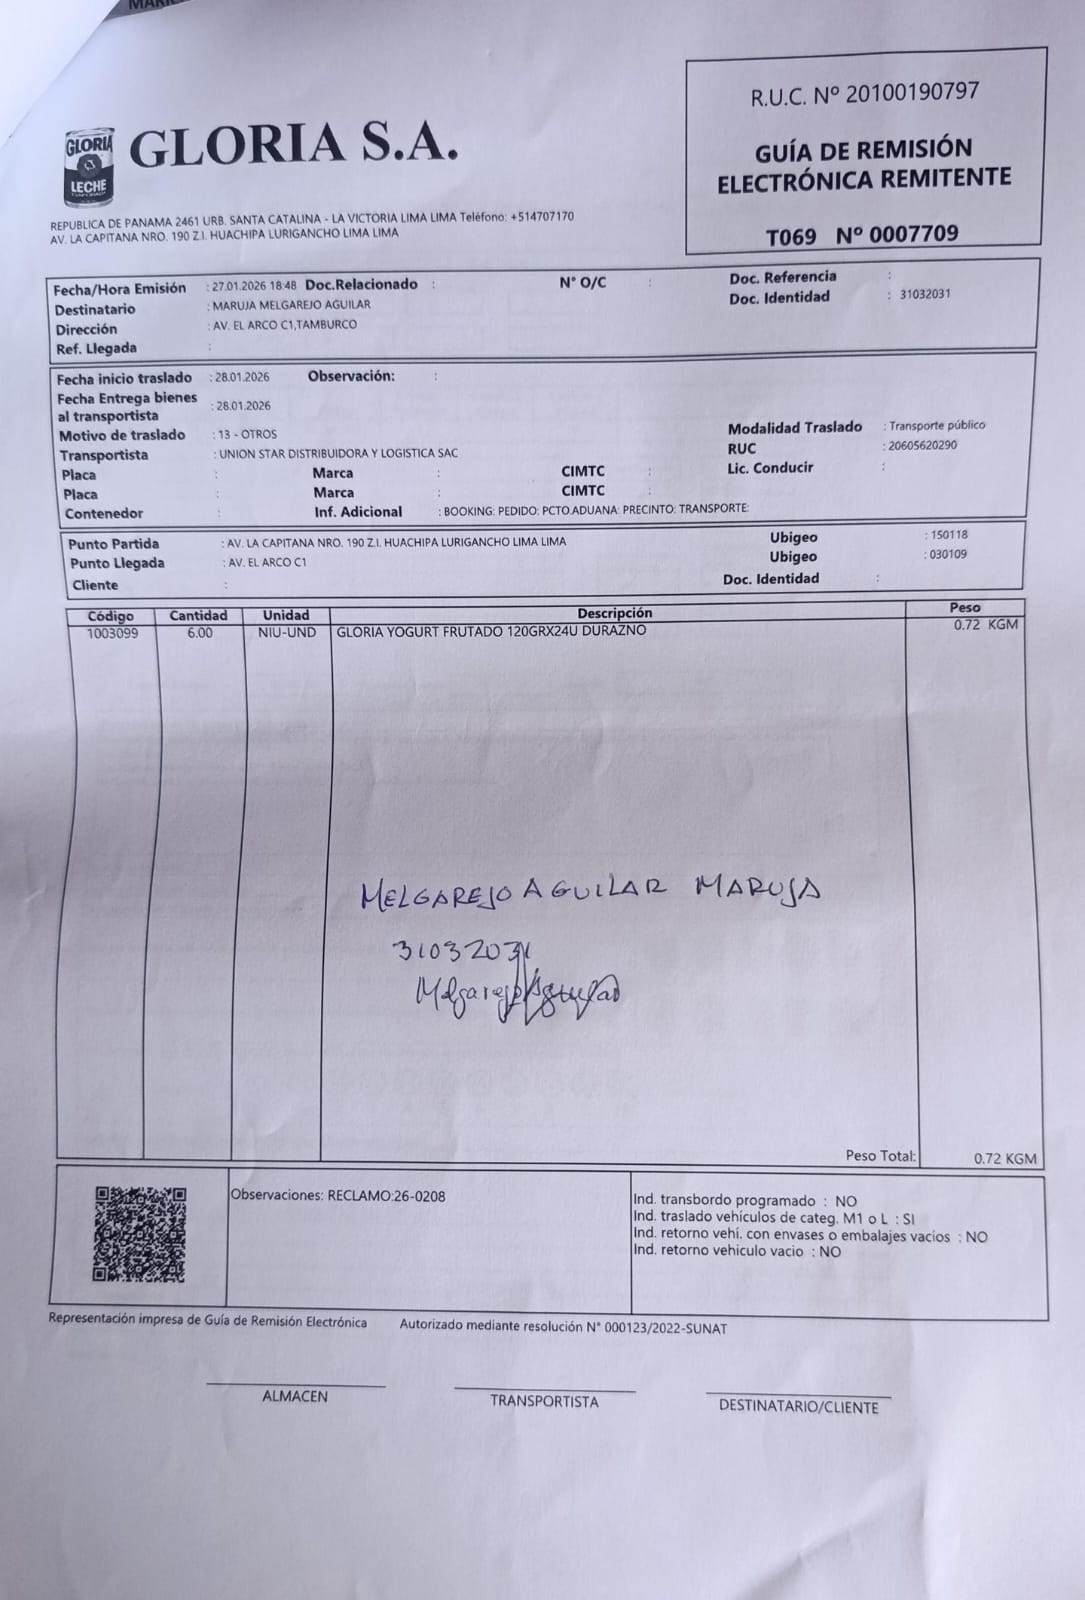 GLORIA
LECHE
GLORIA S.A.
REPUBLICA DE PANAMA 2461 URB. SANTA CATALINA - LA VICTORIA LIMA LIMA Teléfono: +514707170
AV. LA CAPITANA NRO. 190 Z.I. HUACHIPA LURIGANCHO LIMA LIMA
R.U.C. Nº 20100190797
GUÍA DE REMISIÓN
ELECTRÓNICA REMITENTE
T069 Nº 0007709
Fecha/Hora Emisión : 27.01.2026 18:48 Doc.Relacionado : N° O/C : Doc. Referencia :
Destinatario : MARUJA MELGAREJO AGUILAR Doc. Identidad : 31032031
Dirección : AV. EL ARCO C1,TAMBURCO
Ref. Llegada :
Fecha inicio traslado : 28.01.2026 Observación: :
Fecha Entrega bienes
al transportista : 28.01.2026
Motivo de traslado : 13 - OTROS Modalidad Traslado : Transporte público
Transportista : UNION STAR DISTRIBUIDORA Y LOGISTICA SAC RUC : 20605620290
Placa : Marca : CIMTC : Lic. Conducir :
Placa : Marca : CIMTC :
Contenedor : Inf. Adicional : BOOKING: PEDIDO: PCTO.ADUANA: PRECINTO: TRANSPORTE:
Punto Partida : AV. LA CAPITANA NRO. 190 Z.I. HUACHIPA LURIGANCHO LIMA LIMA Ubigeo : 150118
Punto Llegada : AV. EL ARCO C1 Ubigeo : 030109
Cliente : Doc. Identidad :
Código Cantidad Unidad Descripción Peso
1003099 6.00 NIU-UND GLORIA YOGURT FRUTADO 120GRX24U DURAZNO 0.72 KGM
MELGAREJO AGUILAR MARUJA
31032031
Peso Total: 0.72 KGM
Observaciones: RECLAMO:26-0208
Ind. transbordo programado : NO
Ind. traslado vehículos de categ. M1 o L : SI
Ind. retorno vehí. con envases o embalajes vacios : NO
Ind. retorno vehiculo vacio : NO
Representación impresa de Guía de Remisión Electrónica Autorizado mediante resolución N° 000123/2022-SUNAT
ALMACEN TRANSPORTISTA DESTINATARIO/CLIENTE